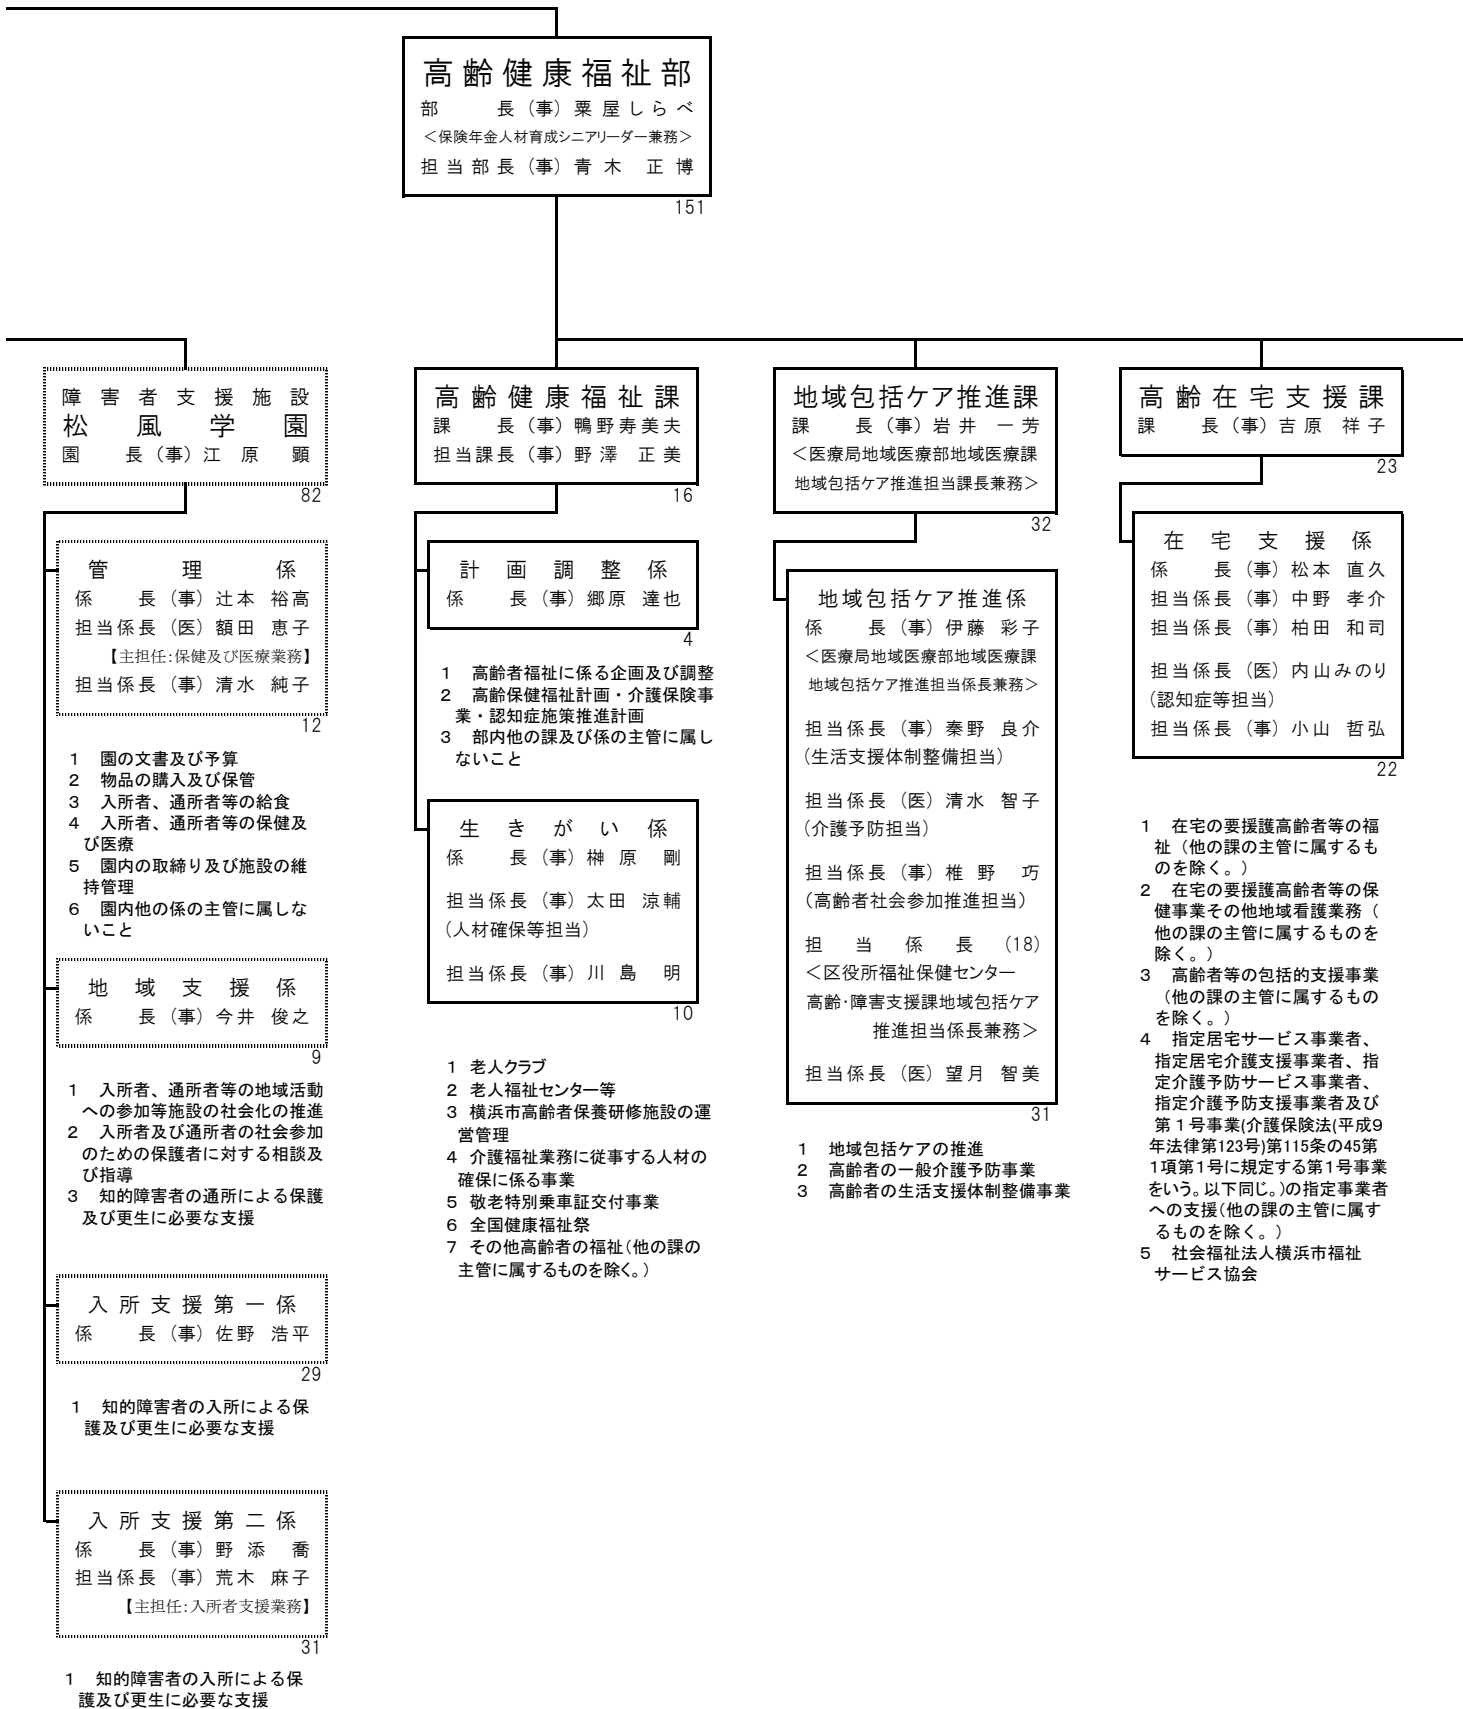 高齢健康福祉部
部長（事）粟屋しらべ
＜保険年金人材育成シニアリーダー兼務＞
担当部長（事）青木　正博
151
障害者支援施設
松風学園
園長（事）江原　顕
82
管理係
係長（事）辻本　裕高
担当係長（医）額田　恵子
【主担任:保健及び医療業務】
担当係長（事）清水　純子
12
１　園の文書及び予算
２　物品の購入及び保管
３　入所者、通所者等の給食
４　入所者、通所者等の保健及
び医療
５　園内の取締り及び施設の維
持管理
６　園内他の係の主管に属しな
いこと
地域支援係
係長（事）今井　俊之
9
１　入所者、通所者等の地域活動
への参加等施設の社会化の推進
２　入所者及び通所者の社会参加
のための保護者に対する相談及
び指導
３　知的障害者の通所による保護
及び更生に必要な支援
入所支援第一係
係長（事）佐野　浩平
29
１　知的障害者の入所による保
護及び更生に必要な支援
入所支援第二係
係長（事）野添　喬
担当係長（事）荒木　麻子
【主担任:入所者支援業務】
31
１　知的障害者の入所による保
護及び更生に必要な支援
高齢健康福祉課
課長（事）鴨野寿美夫
担当課長（事）野澤　正美
16
計画調整係
係長（事）郷原　達也
4
１　高齢者福祉に係る企画及び調整
２　高齢保健福祉計画・介護保険事
業・認知症施策推進計画
３　部内他の課及び係の主管に属し
ないこと
生きがい係
係長（事）榊原　剛
担当係長（事）太田　涼輔
（人材確保等担当）
担当係長（事）川島　明
10
１ 老人クラブ
２ 老人福祉センター等
３ 横浜市高齢者保養研修施設の運
営管理
４ 介護福祉業務に従事する人材の
確保に係る事業
５ 敬老特別乗車証交付事業
６ 全国健康福祉祭
７ その他高齢者の福祉（他の課の
主管に属するものを除く。）
地域包括ケア推進課
課長（事）岩井　一芳
＜医療局地域医療部地域医療課
地域包括ケア推進担当課長兼務＞
32
地域包括ケア推進係
係長（事）伊藤　彩子
＜医療局地域医療部地域医療課
地域包括ケア推進担当係長兼務＞
担当係長（事）秦野　良介
（生活支援体制整備担当）
担当係長（医）清水　智子
（介護予防担当）
担当係長（事）椎野　巧
（高齢者社会参加推進担当）
担当係長（18）
＜区役所福祉保健センター
高齢・障害支援課地域包括ケア
推進担当係長兼務＞
担当係長（医）望月　智美
31
１　地域包括ケアの推進
２　高齢者の一般介護予防事業
３　高齢者の生活支援体制整備事業
高齢在宅支援課
課長（事）吉原　祥子
23
在宅支援係
係長（事）松本　直久
担当係長（事）中野　孝介
担当係長（事）柏田　和司
担当係長（医）内山みのり
（認知症等担当）
担当係長（事）小山　哲弘
22
１　在宅の要援護高齢者等の福
祉（他の課の主管に属するも
のを除く。）
２　在宅の要援護高齢者等の保
健事業その他地域看護業務（
他の課の主管に属するものを
除く。）
３　高齢者等の包括的支援事業
（他の課の主管に属するもの
を除く。）
４　指定居宅サービス事業者、
指定居宅介護支援事業者、指
定介護予防サービス事業者、
指定介護予防支援事業者及び
第１号事業(介護保険法(平成９
年法律第123号)第115条の45第
１項第１号に規定する第１号事業
をいう。以下同じ。)の指定事業者
への支援（他の課の主管に属す
るものを除く。）
５　社会福祉法人横浜市福祉
サービス協会